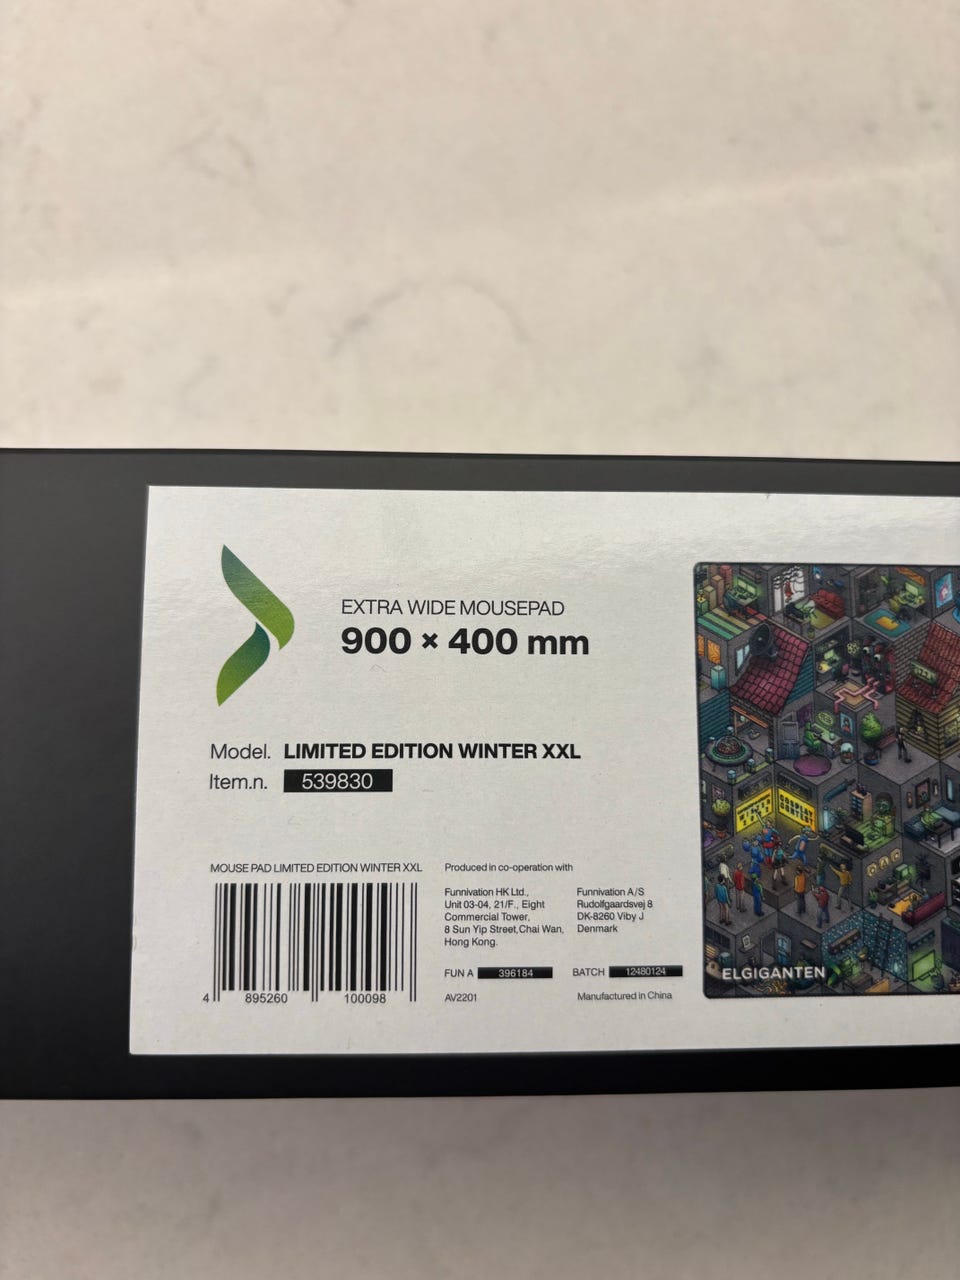 EXTRA WIDE MOUSEPAD
900 × 400 mm
Model. LIMITED EDITION WINTER XXL
Item.n. 539830
MOUSE PAD LIMITED EDITION WINTER XXL
4 895260 100098
Produced in co-operation with
Funnivation HK Ltd.,
Unit 03-04, 21/F., Eight
Commercial Tower,
8 Sun Yip Street,Chai Wan,
Hong Kong.
Funnivation A/S
Rudolfgaardsvej 8
DK-8260 Viby J
Denmark
FUN A 396184
BATCH 12480124
AV2201
Manufactured in China
COSPLAY
CONTEST
ELGIGANTEN